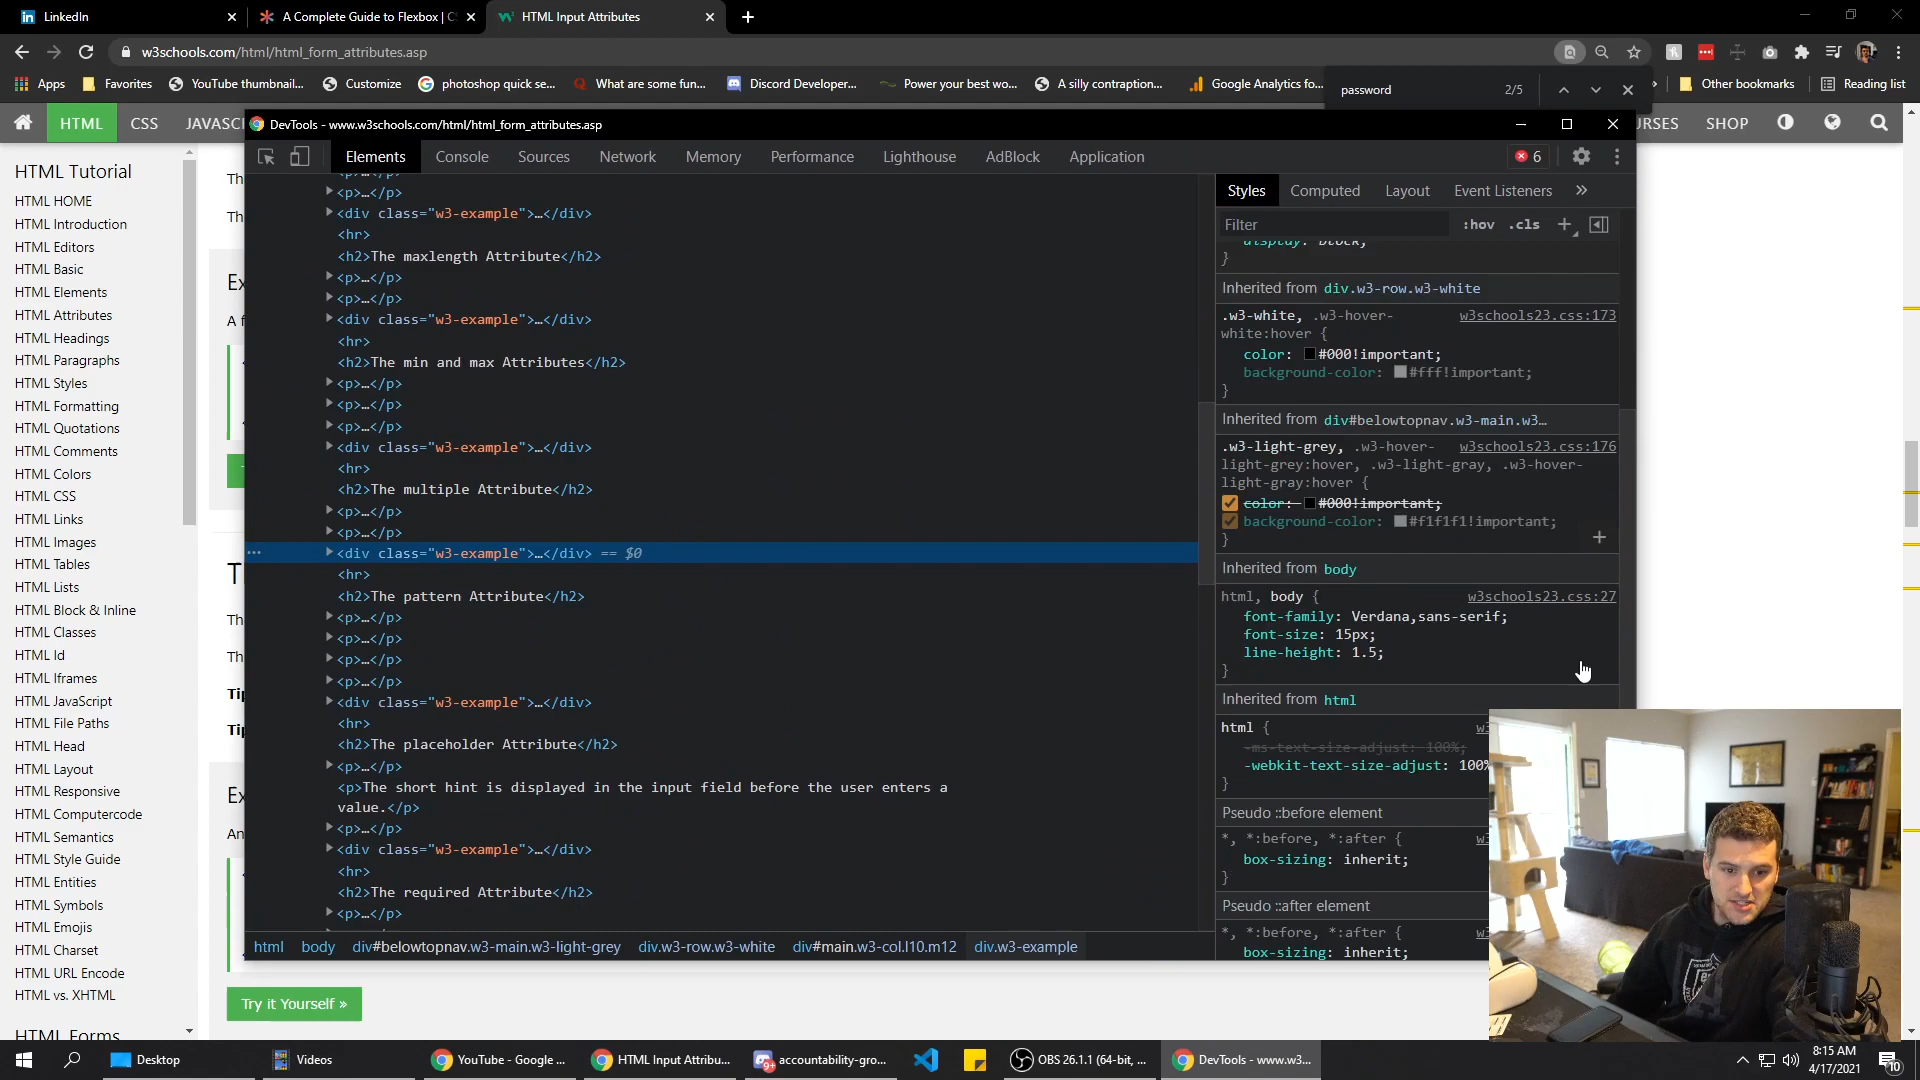 LinkedIn
A Complete Guide to Flexbox | C
HTML Input Attributes
w3schools.com/html/html_form_attributes.asp
Apps
Favorites
YouTube thumbnail...
Customize
photoshop quick se...
What are some fun...
Discord Developer...
Power your best wo...
A silly contraption...
Google Analytics fo...
Other bookmarks
Reading list
password
2/5
HTML
CSS
JAVASC
RSES
SHOP
DevTools - www.w3schools.com/html/html_form_attributes.asp
Elements
Console
Sources
Network
Memory
Performance
Lighthouse
AdBlock
Application
6
HTML Tutorial
HTML HOME
HTML Introduction
HTML Editors
HTML Basic
HTML Elements
HTML Attributes
HTML Headings
HTML Paragraphs
HTML Styles
HTML Formatting
HTML Quotations
HTML Comments
HTML Colors
HTML CSS
HTML Links
HTML Images
HTML Tables
HTML Lists
HTML Block & Inline
HTML Classes
HTML Id
HTML Iframes
HTML JavaScript
HTML File Paths
HTML Head
HTML Layout
HTML Responsive
HTML Computercode
HTML Semantics
HTML Style Guide
HTML Entities
HTML Symbols
HTML Emojis
HTML Charset
HTML URL Encode
HTML vs. XHTML
HTML Forms
Th
Th
Ex
A f
T
T
Th
Th
Tip
Tip
Ex
An
Try it Yourself »
<p>…</p>
<p>…</p>
<div class="w3-example">…</div>
<hr>
<h2>The maxlength Attribute</h2>
<p>…</p>
<p>…</p>
<div class="w3-example">…</div>
<hr>
<h2>The min and max Attributes</h2>
<p>…</p>
<p>…</p>
<p>…</p>
<div class="w3-example">…</div>
<hr>
<h2>The multiple Attribute</h2>
<p>…</p>
<p>…</p>
<div class="w3-example">…</div> == $0
<hr>
<h2>The pattern Attribute</h2>
<p>…</p>
<p>…</p>
<p>…</p>
<p>…</p>
<div class="w3-example">…</div>
<hr>
<h2>The placeholder Attribute</h2>
<p>…</p>
<p>The short hint is displayed in the input field before the user enters a
value.</p>
<p>…</p>
<div class="w3-example">…</div>
<hr>
<h2>The required Attribute</h2>
<p>…</p>
html
body
div#belowtopnav.w3-main.w3-light-grey
div.w3-row.w3-white
div#main.w3-col.l10.m12
div.w3-example
Styles
Computed
Layout
Event Listeners
Filter
:hov
.cls
display: block;
}
Inherited from div.w3-row.w3-white
.w3-white, .w3-hover- w3schools23.css:173
white:hover {
color: #000!important;
background-color: #fff!important;
}
Inherited from div#belowtopnav.w3-main.w3…
.w3-light-grey, .w3-hover- w3schools23.css:176
light-grey:hover, .w3-light-gray, .w3-hover-
light-gray:hover {
color: #000!important;
background-color: #f1f1f1!important;
}
Inherited from body
html, body { w3schools23.css:27
font-family: Verdana,sans-serif;
font-size: 15px;
line-height: 1.5;
}
Inherited from html
html { w3
-ms-text-size-adjust: 100%;
-webkit-text-size-adjust: 100%
}
Pseudo ::before element
*, *:before, *:after { w3
box-sizing: inherit;
}
Pseudo ::after element
*, *:before, *:after { w3
box-sizing: inherit;
Desktop
Videos
YouTube - Google ...
HTML Input Attribu...
9+
accountability-gro...
OBS 26.1.1 (64-bit, ...
DevTools - www.w3...
8:15 AM
4/17/2021
10